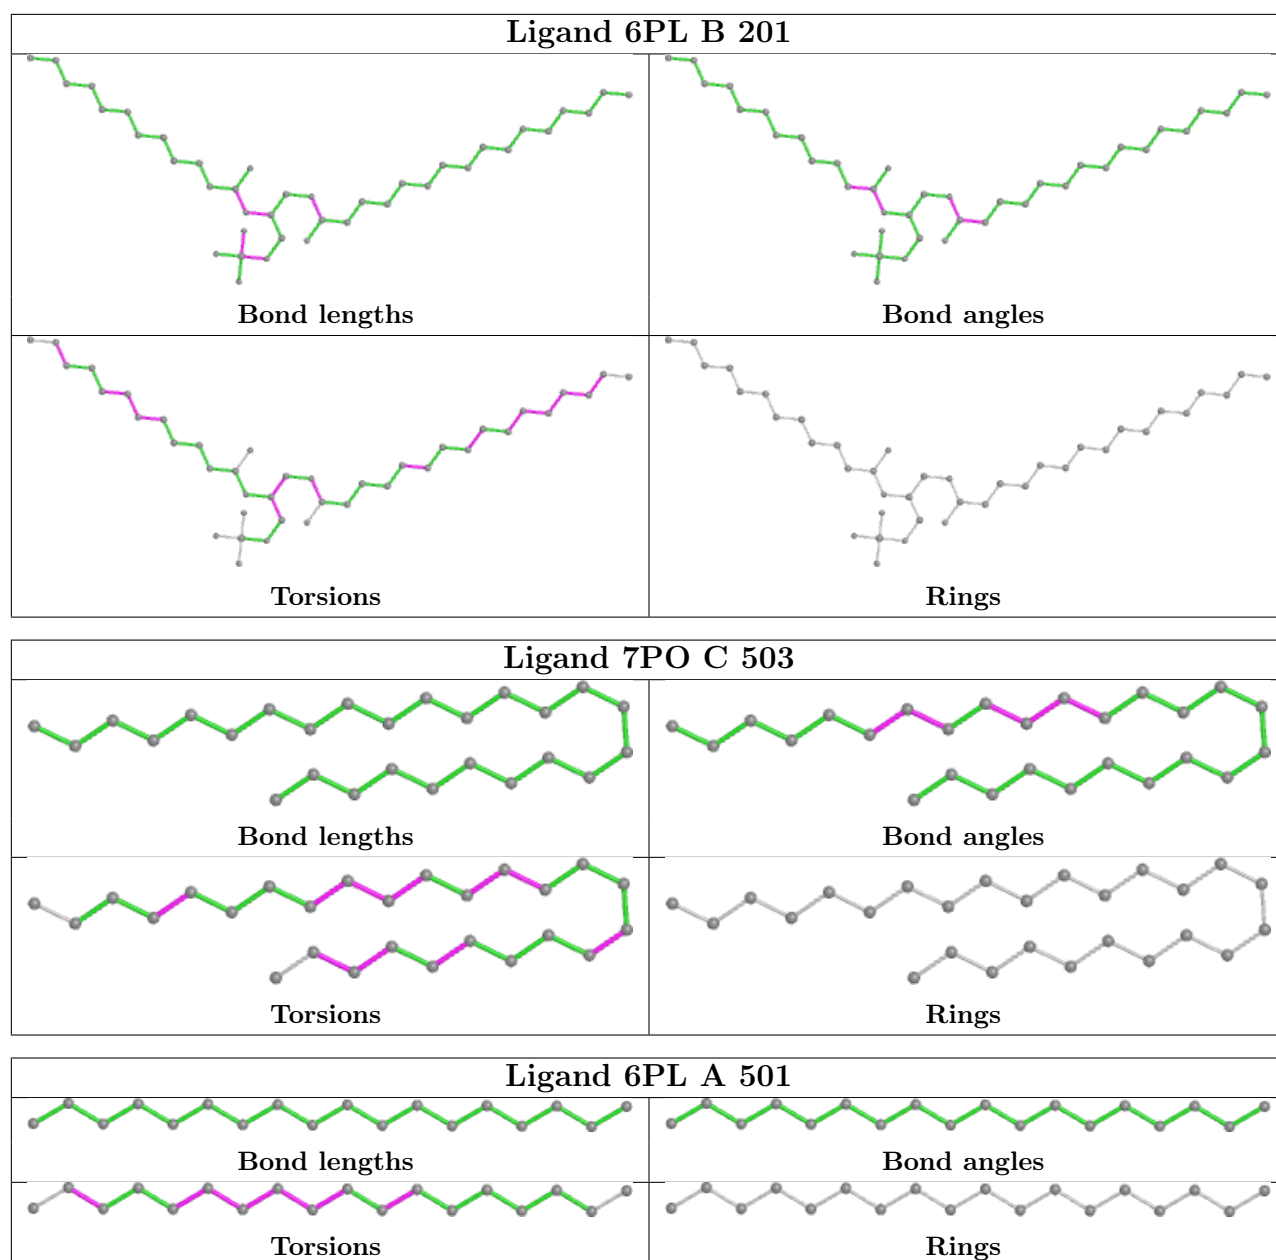 Ligand 6PL B 201
Bond lengths
Bond angles
Torsions
Rings
Ligand 7PO C 503
Bond lengths
Bond angles
Torsions
Rings
Ligand 6PL A 501
Bond lengths
Bond angles
Torsions
Rings